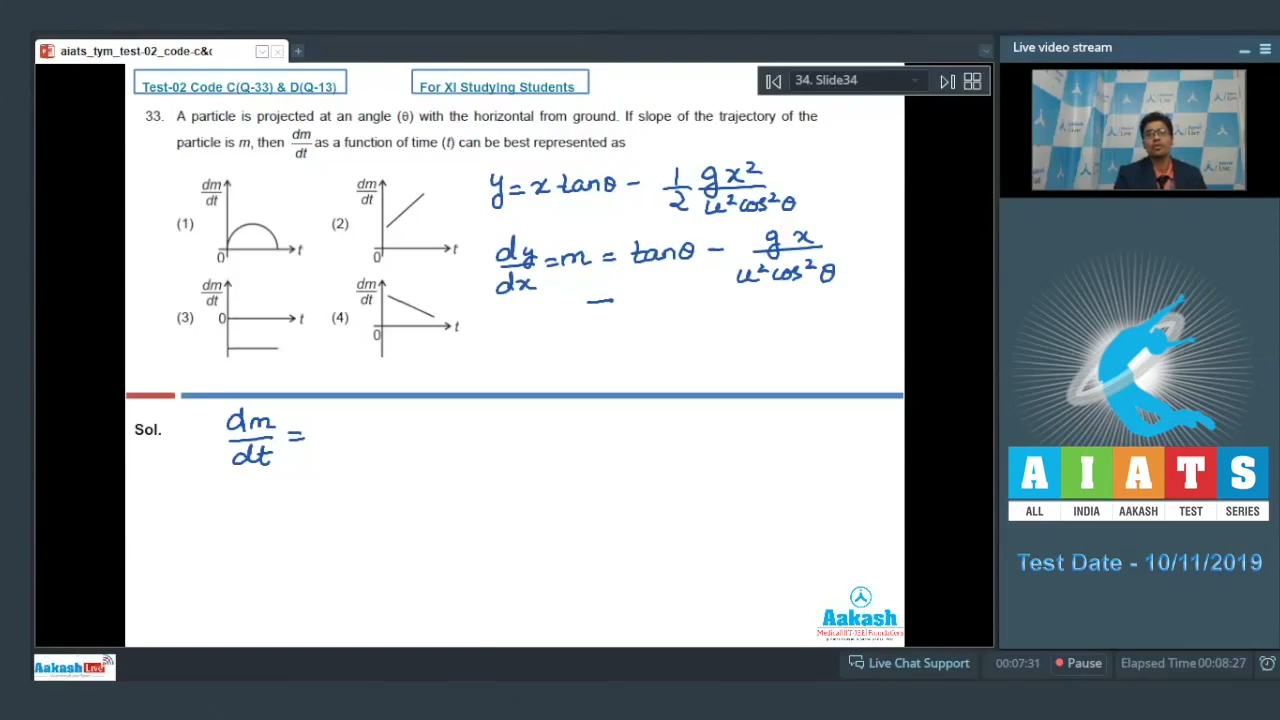 aiats_tym_test-02_code-c&c
Live video stream
Test-02 Code C(Q-33) & D(Q-13)
For XI Studying Students
34. Slide34
33. A particle is projected at an angle (θ) with the horizontal from ground. If slope of the trajectory of the
particle is m, then dm/dt as a function of time (t) can be best represented as
(1) dm/dt 0 t
(2) dm/dt 0 t
(3) dm/dt 0 t
(4) dm/dt 0 t
y = x tanθ - 1/2 gx²/u²cos²θ
dy/dx = m = tanθ - gx/u²cos²θ
Sol. dm/dt =
AIATS
ALL INDIA AAKASH TEST SERIES
Test Date - 10/11/2019
Aakash
Medical|IIT-JEE|Foundations
Aakash Live
Live Chat Support
00:07:31
Pause
Elapsed Time 00:08:27